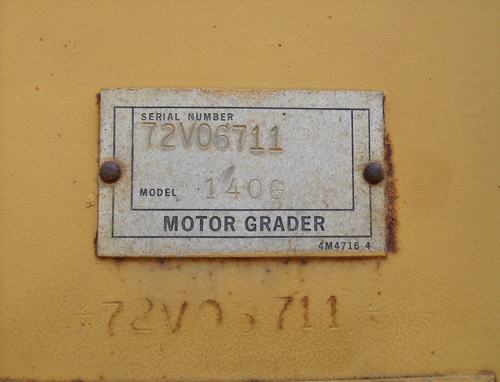 SERIAL NUMBER
72V06711
MODEL 140G
MOTOR GRADER
4M4716 4
72V06711